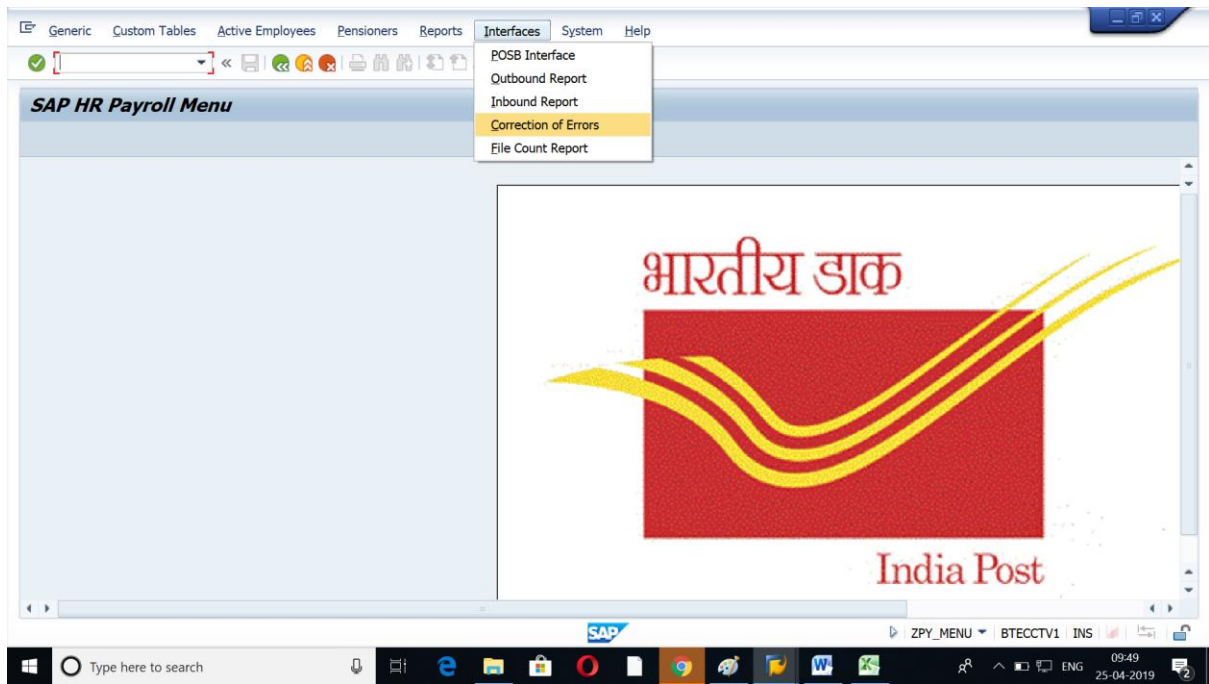 Generic Custom Tables Active Employees Pensioners Reports Interfaces System Help
POSB Interface
Outbound Report
Inbound Report
Correction of Errors
File Count Report
SAP HR Payroll Menu
भारतीय डाक
India Post
SAP
ZPY_MENU BTECCTV1 INS
Type here to search
ENG
09:49
25-04-2019
2